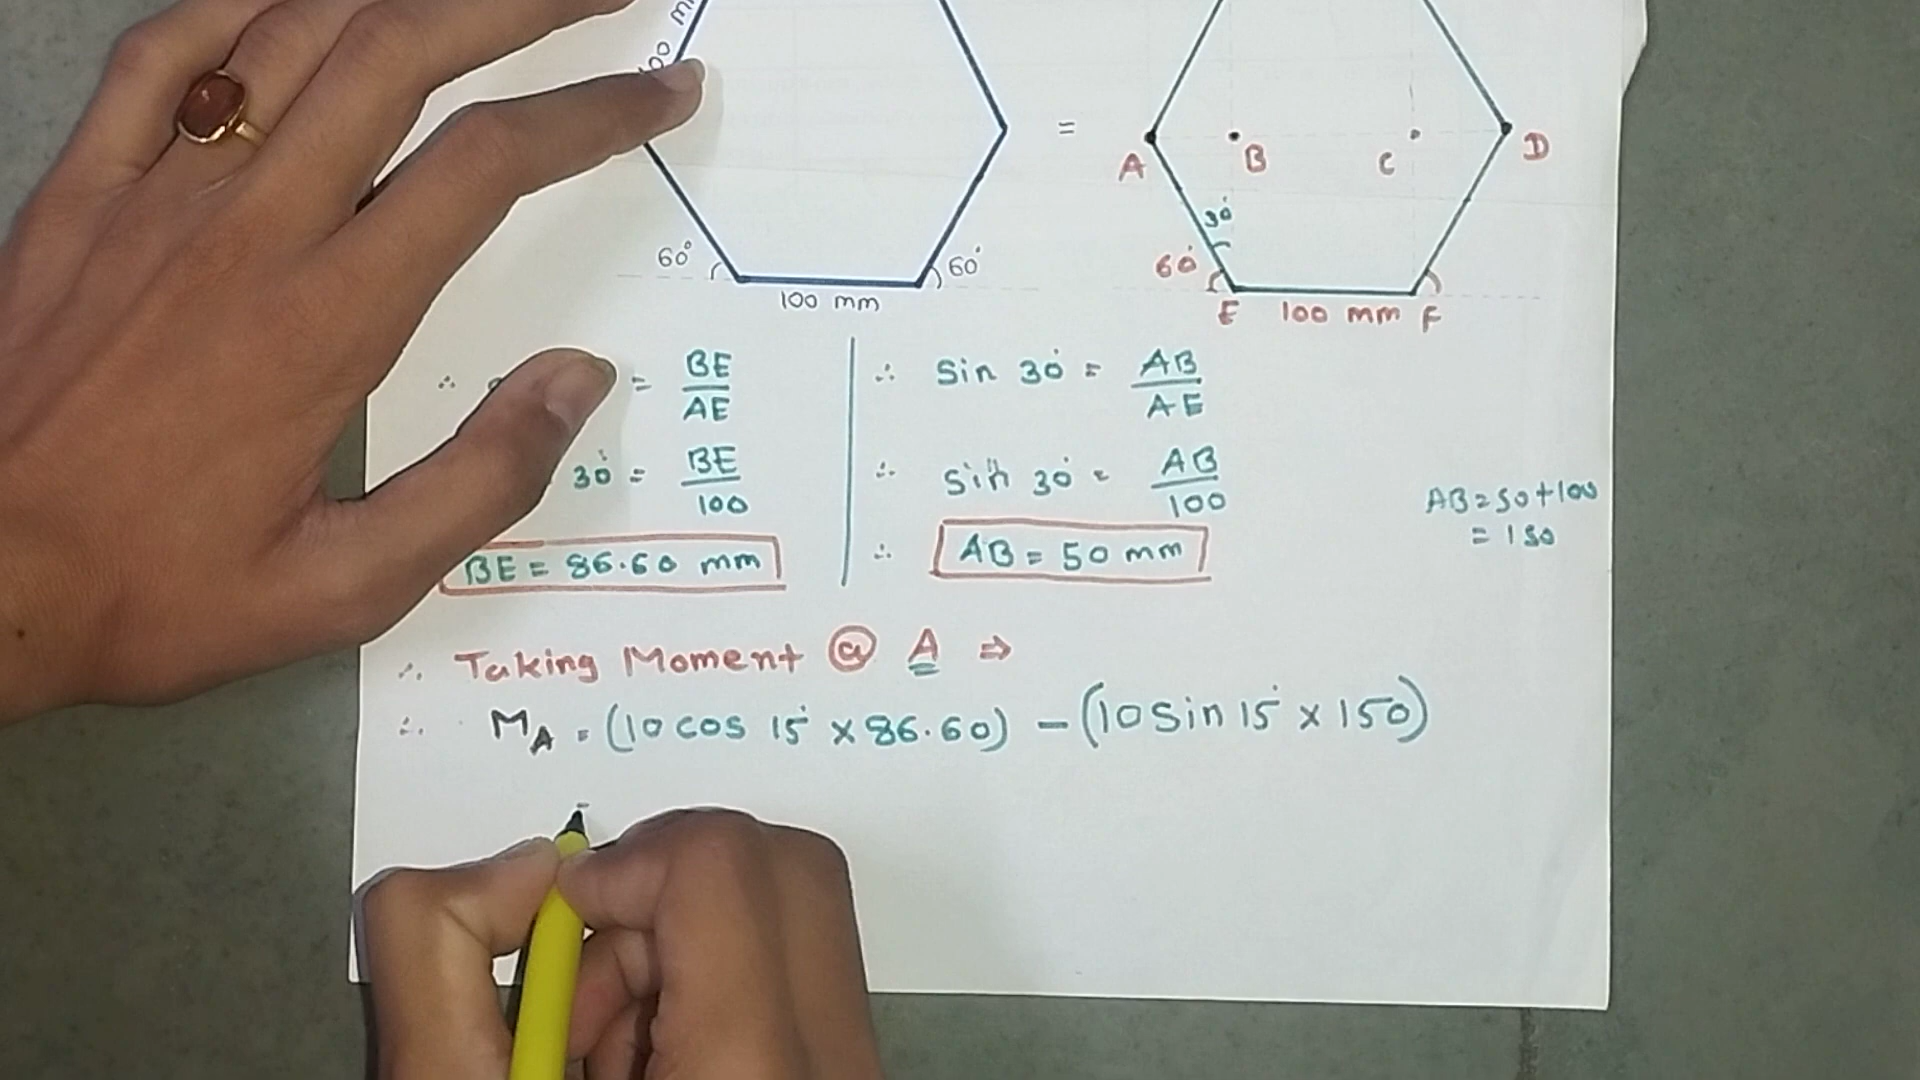 =
A B C D
30°
60° 60° 60°
100 mm E 100 mm F
∴ = BE/AE ∴ Sin 30° = AB/AE
30° = BE/100 ∴ Sin 30° = AB/100
AB = 50+100
= 150
BE = 86.60 mm ∴ AB = 50 mm
∴ Taking Moment @ A ⇒
∴ MA = (10 cos 15° x 86.60) - (10 Sin 15° x 150)